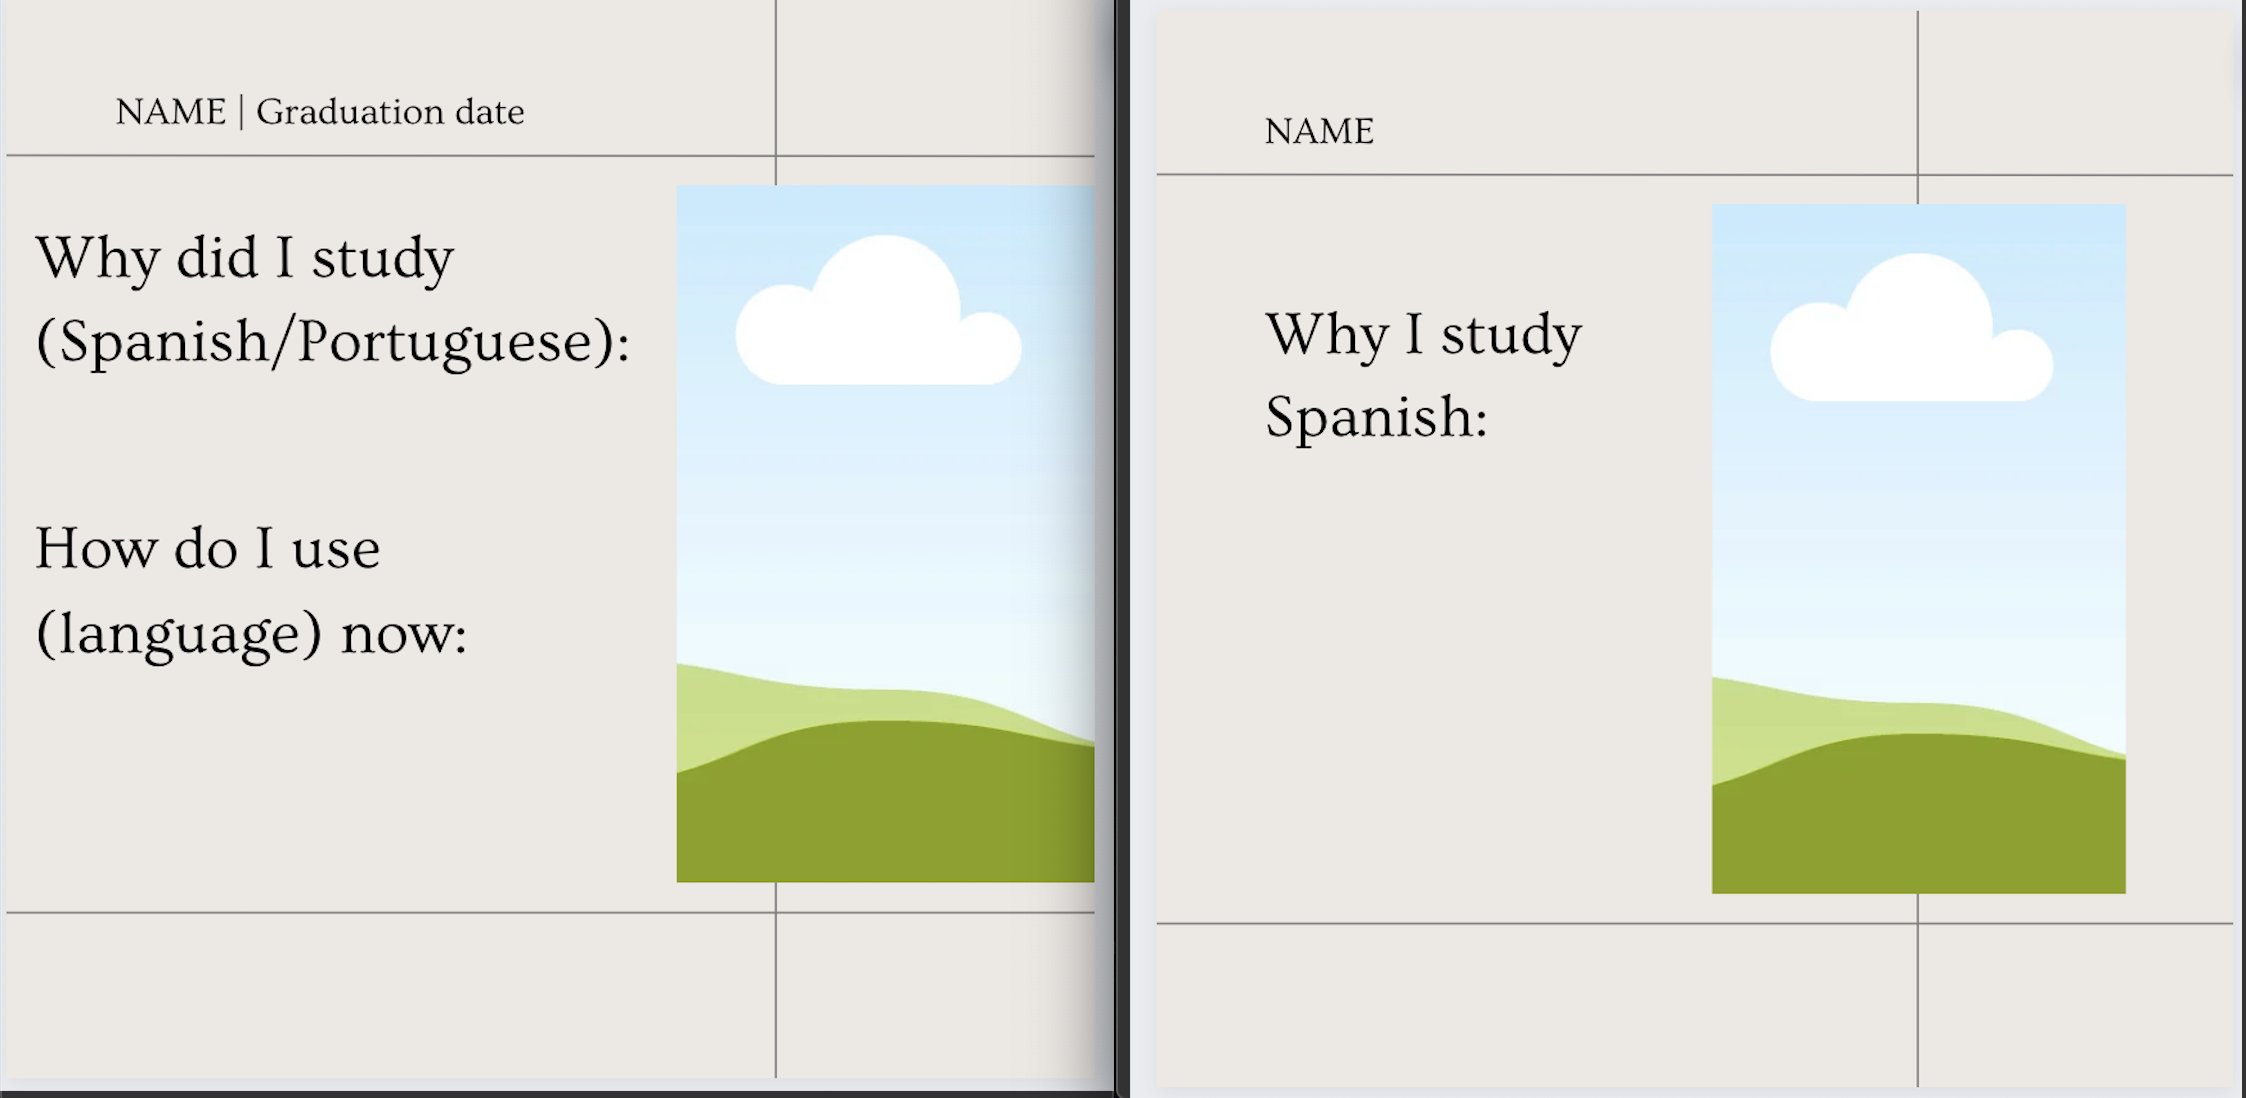 NAME | Graduation date
Why did I study
(Spanish/Portuguese):
How do I use
(language) now:
NAME
Why I study
Spanish: